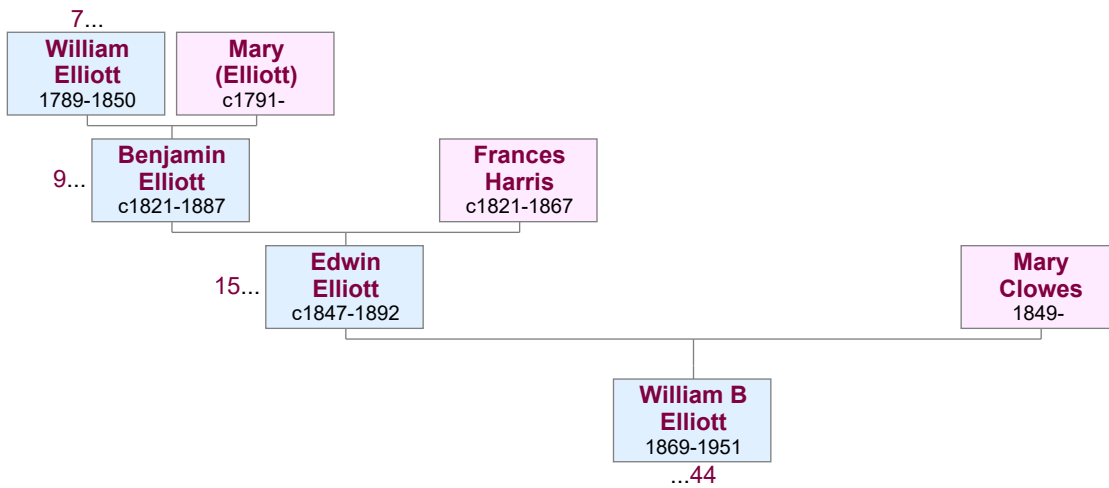 7...
William
Elliott
1789-1850
Mary
(Elliott)
c1791-
9...
Benjamin
Elliott
c1821-1887
Frances
Harris
c1821-1867
15...
Edwin
Elliott
c1847-1892
Mary
Clowes
1849-
William B
Elliott
1869-1951
...44